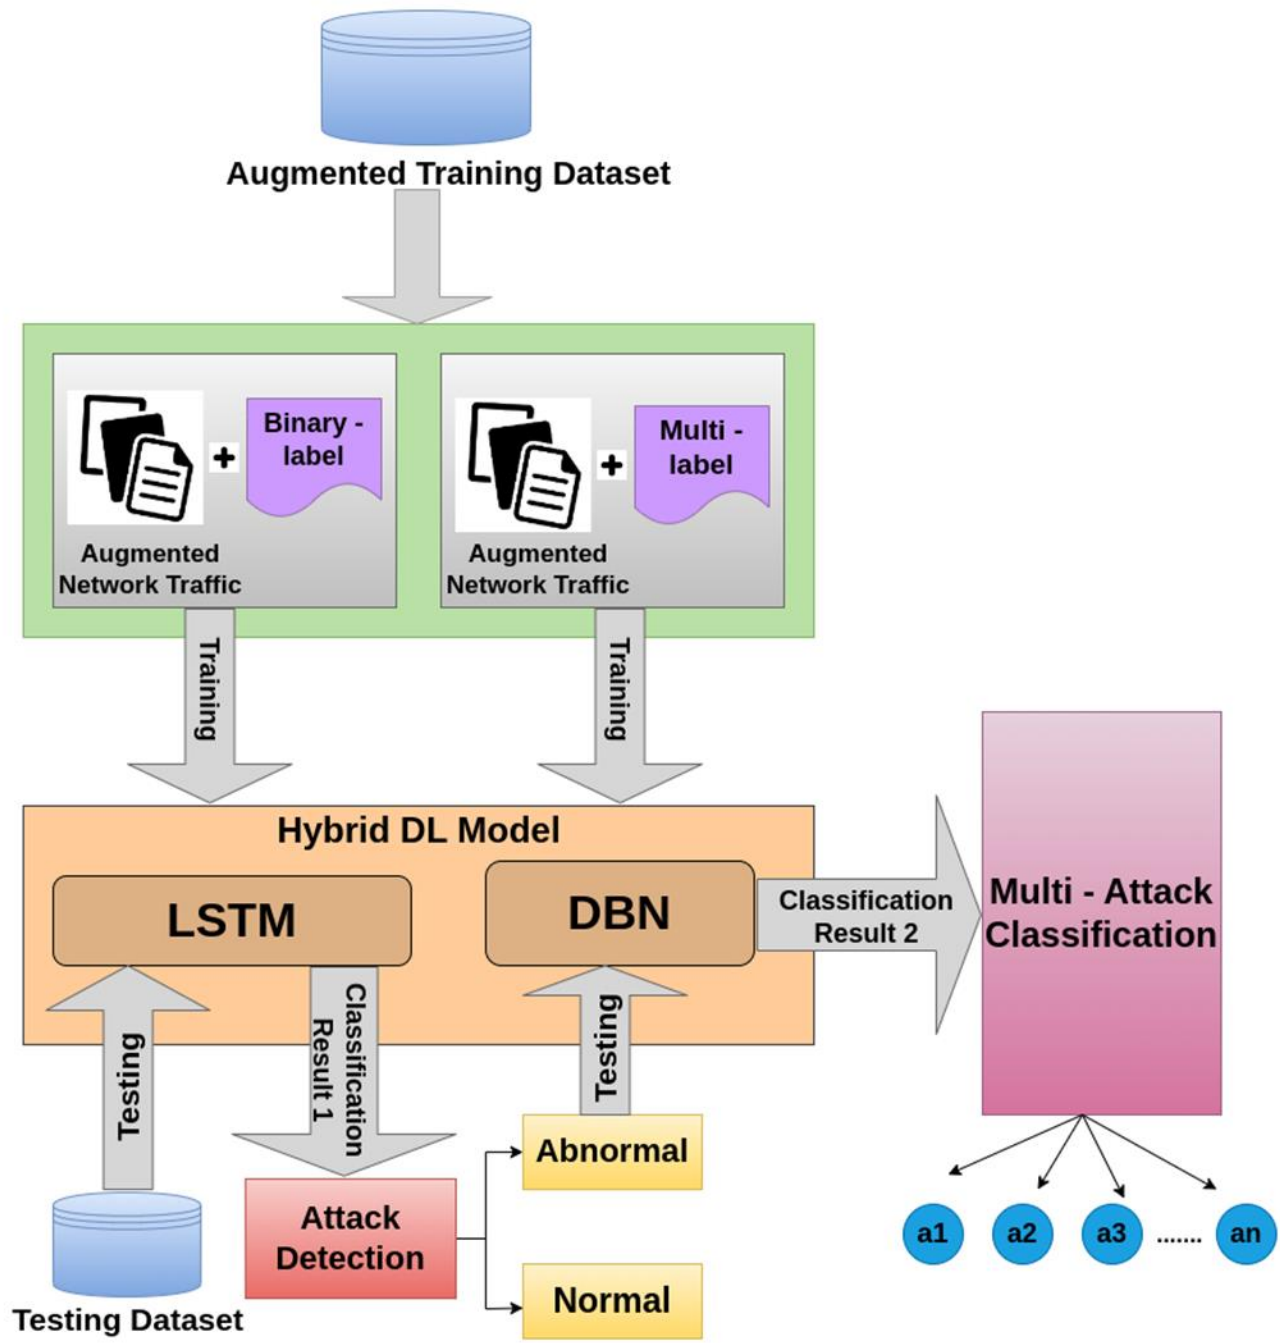 Augmented Training Dataset
Binary -
label
Augmented
Network Traffic
Multi -
label
Augmented
Network Traffic
Training
Training
Hybrid DL Model
LSTM
DBN
Classification
Result 2
Multi - Attack
Classification
Testing
Classification
Result 1
Testing
Abnormal
Attack
Detection
Normal
Testing Dataset
a1
a2
a3
.......
an